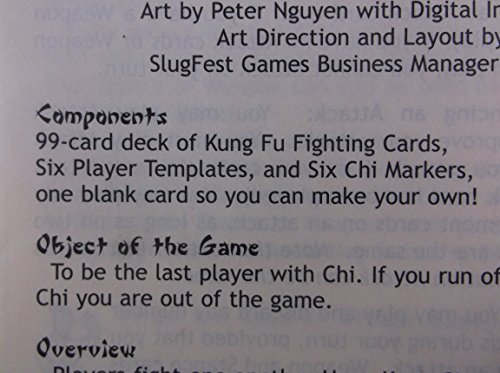 Art by Peter Nguyen with Digital
Art Direction and Layout by
SlugFest Games Business Manager
Components
99-card deck of Kung Fu Fighting Cards,
Six Player Templates, and Six Chi Markers,
one blank card so you can make your own!
Object of the Game
To be the last player with Chi. If you run
Chi you are out of the game.
Overview